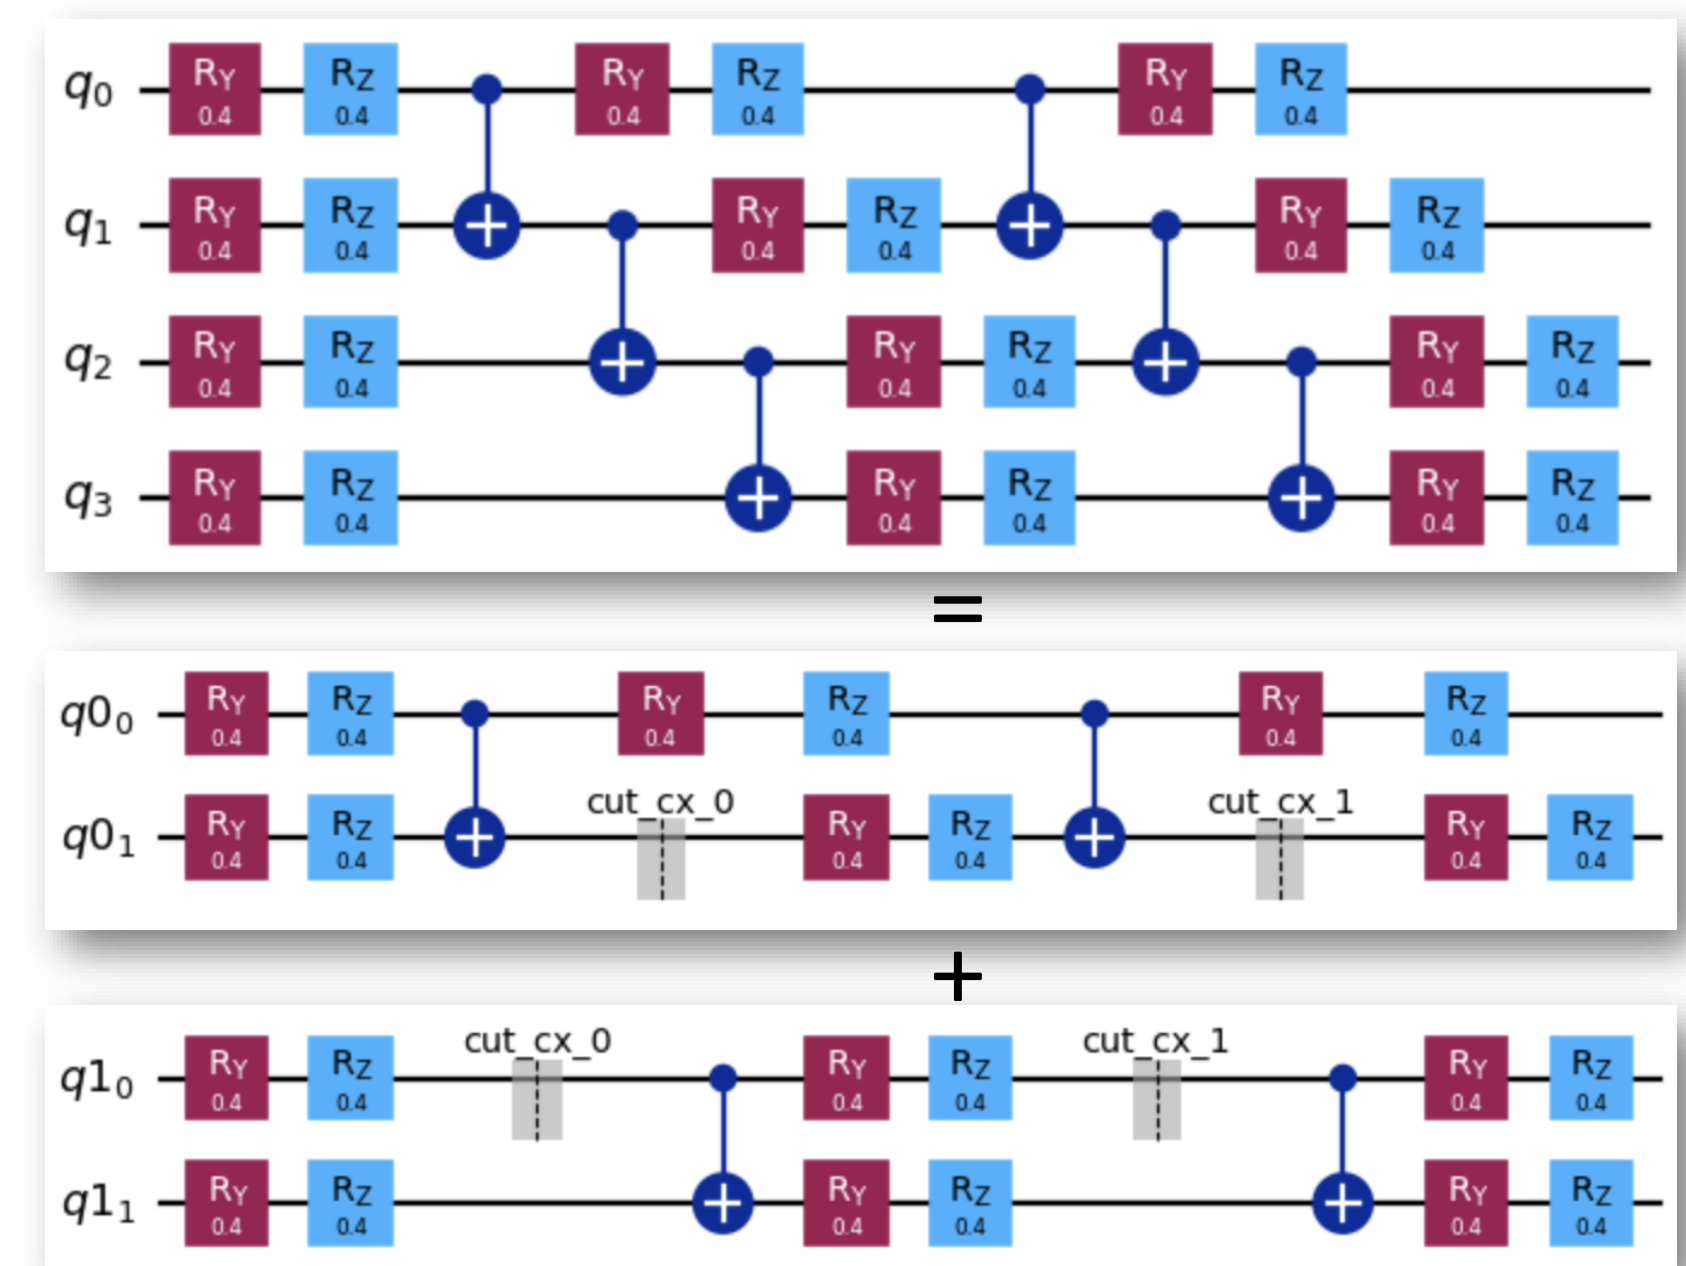 q0 RY RZ RY RZ RY RZ
0.4 0.4 0.4 0.4 0.4 0.4
q1 RY RZ RY RZ RY RZ
0.4 0.4 0.4 0.4 0.4 0.4
q2 RY RZ RY RZ RY RZ
0.4 0.4 0.4 0.4 0.4 0.4
q3 RY RZ RY RZ RY RZ
0.4 0.4 0.4 0.4 0.4 0.4
=
q00 RY RZ RY RZ RY RZ
0.4 0.4 0.4 0.4 0.4 0.4
cut_cx_0 cut_cx_1
q01 RY RZ RY RZ RY RZ
0.4 0.4 0.4 0.4 0.4 0.4
+
cut_cx_0 cut_cx_1
q10 RY RZ RY RZ RY RZ
0.4 0.4 0.4 0.4 0.4 0.4
q11 RY RZ RY RZ RY RZ
0.4 0.4 0.4 0.4 0.4 0.4